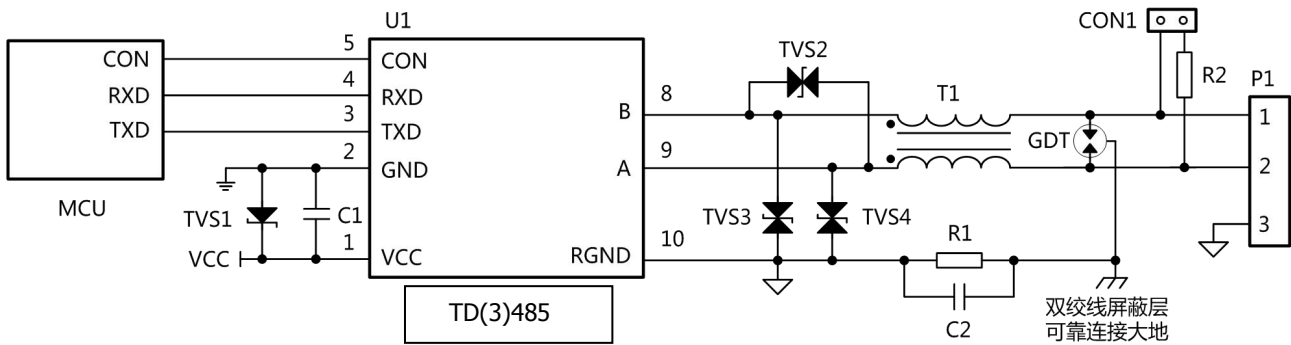 U1
CON1
TVS2
MCU
CON
RXD
TXD
5
4
3
2
1
CON
RXD
TXD
GND
VCC
B
A
RGND
8
9
10
T1
R2
P1
1
2
3
GDT
TVS1
C1
VCC
TVS3
TVS4
R1
C2
TD(3)485
双绞线屏蔽层
可靠连接大地